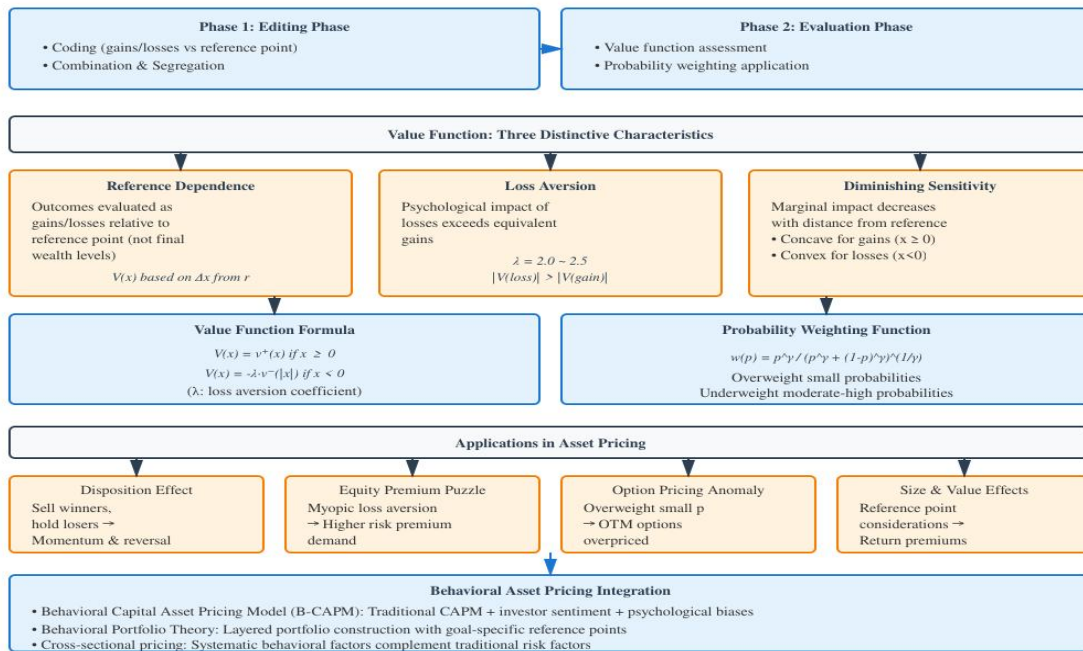 Phase 1: Editing Phase
• Coding (gains/losses vs reference point)
• Combination & Segregation
Phase 2: Evaluation Phase
• Value function assessment
• Probability weighting application
Value Function: Three Distinctive Characteristics
Reference Dependence
Outcomes evaluated as
gains/losses relative to
reference point (not final
wealth levels)
V(x) based on Δx from r
Loss Aversion
Psychological impact of
losses exceeds equivalent
gains
λ = 2.0 ~ 2.5
|V(loss)| > |V(gain)|
Diminishing Sensitivity
Marginal impact decreases
with distance from reference
• Concave for gains (x ≥ 0)
• Convex for losses (x<0)
Value Function Formula
V(x) = v⁺(x) if x ≥ 0
V(x) = -λ·v⁻(|x|) if x < 0
(λ: loss aversion coefficient)
Probability Weighting Function
w(p) = p^γ / (p^γ + (1-p)^γ)^(1/γ)
Overweight small probabilities
Underweight moderate-high probabilities
Applications in Asset Pricing
Disposition Effect
Sell winners,
hold losers →
Momentum & reversal
Equity Premium Puzzle
Myopic loss aversion
→ Higher risk premium
demand
Option Pricing Anomaly
Overweight small p
→ OTM options
overpriced
Size & Value Effects
Reference point
considerations →
Return premiums
Behavioral Asset Pricing Integration
• Behavioral Capital Asset Pricing Model (B-CAPM): Traditional CAPM + investor sentiment + psychological biases
• Behavioral Portfolio Theory: Layered portfolio construction with goal-specific reference points
• Cross-sectional pricing: Systematic behavioral factors complement traditional risk factors